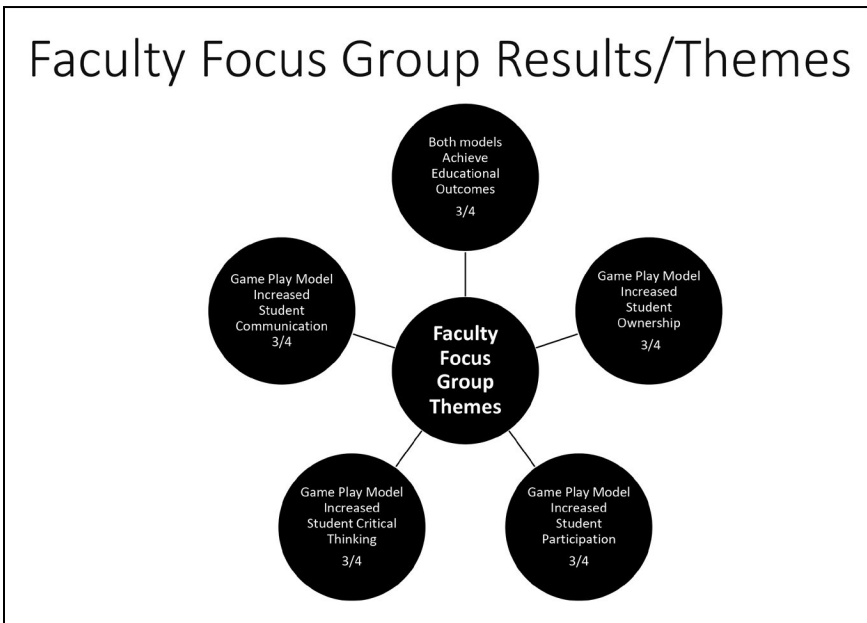 Faculty Focus Group Results/Themes
Both models
Achieve
Educational
Outcomes
3/4
Game Play Model
Increased
Student
Communication
3/4
Game Play Model
Increased
Student
Ownership
3/4
Faculty
Focus
Group
Themes
Game Play Model
Increased
Student Critical
Thinking
3/4
Game Play Model
Increased
Student
Participation
3/4